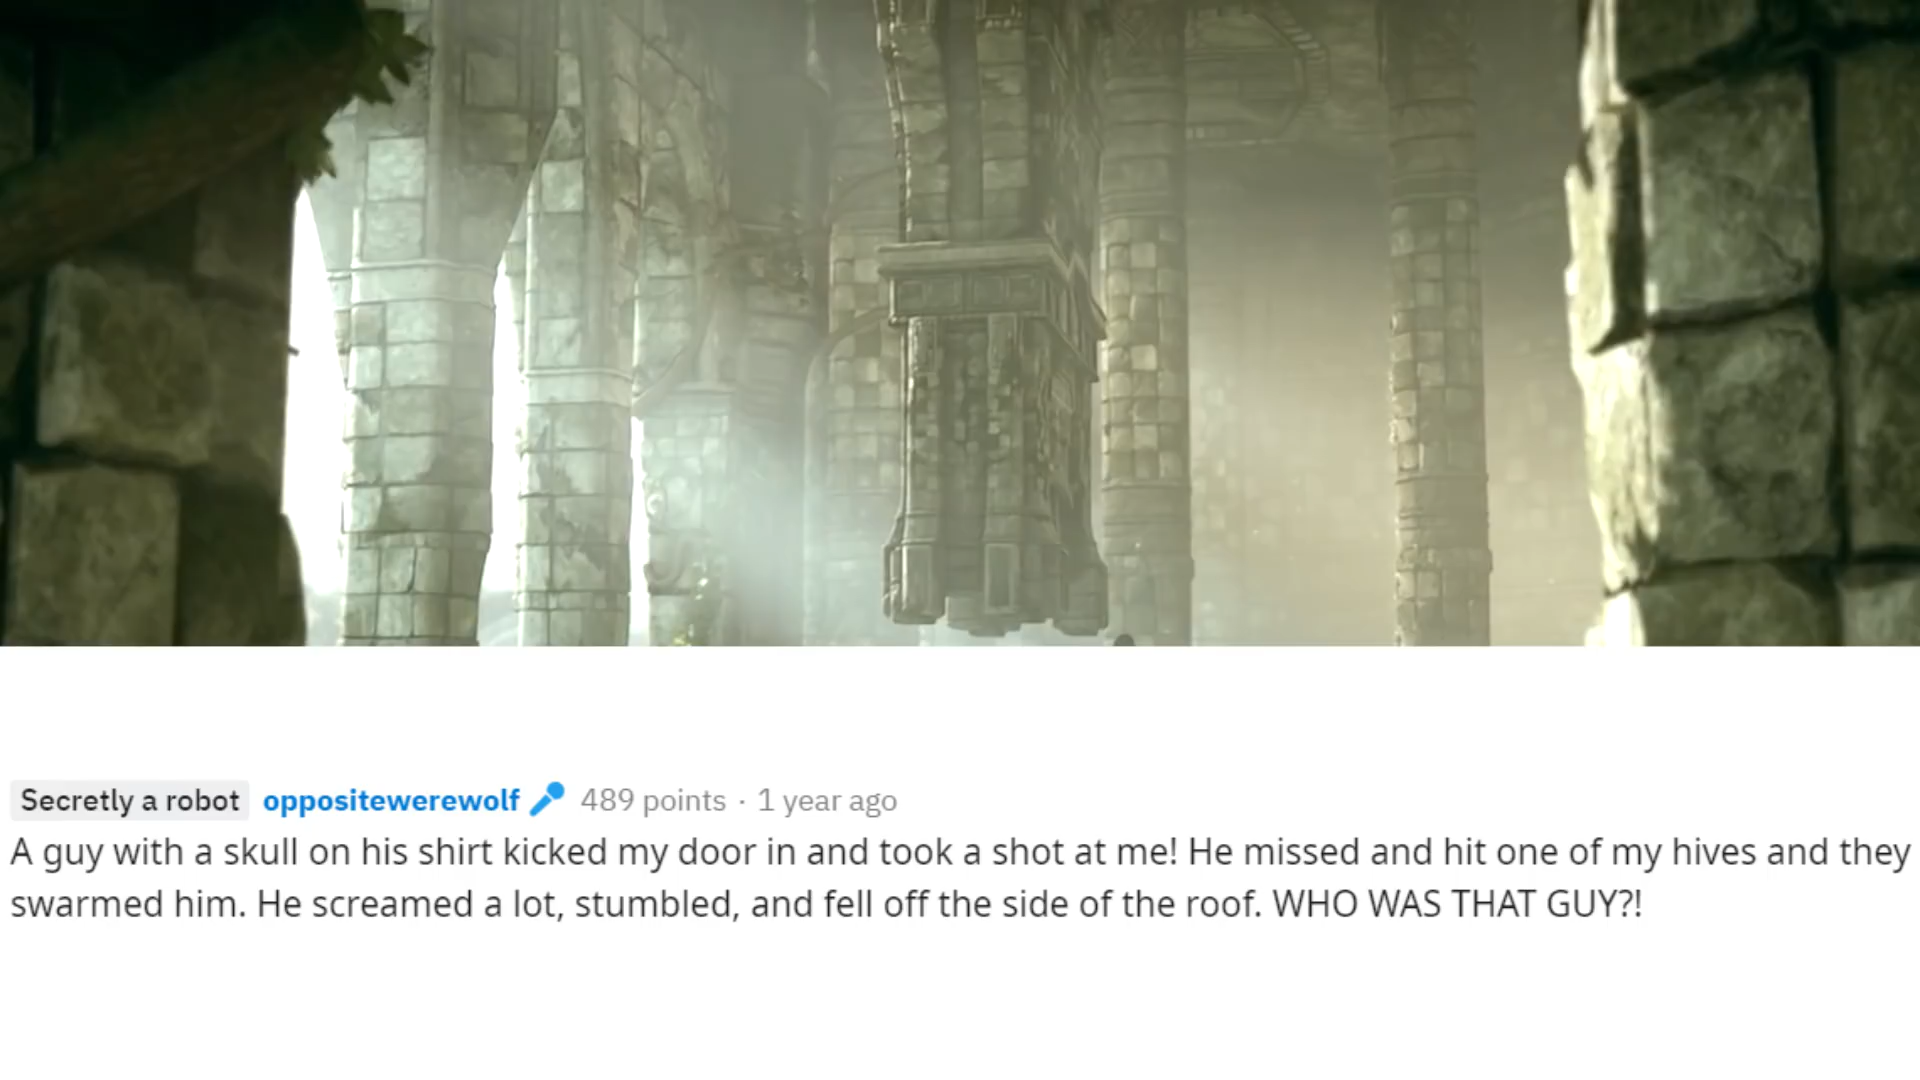 Secretly a robot oppositewerewolf 489 points · 1 year ago
A guy with a skull on his shirt kicked my door in and took a shot at me! He missed and hit one of my hives and they
swarmed him. He screamed a lot, stumbled, and fell off the side of the roof. WHO WAS THAT GUY?!